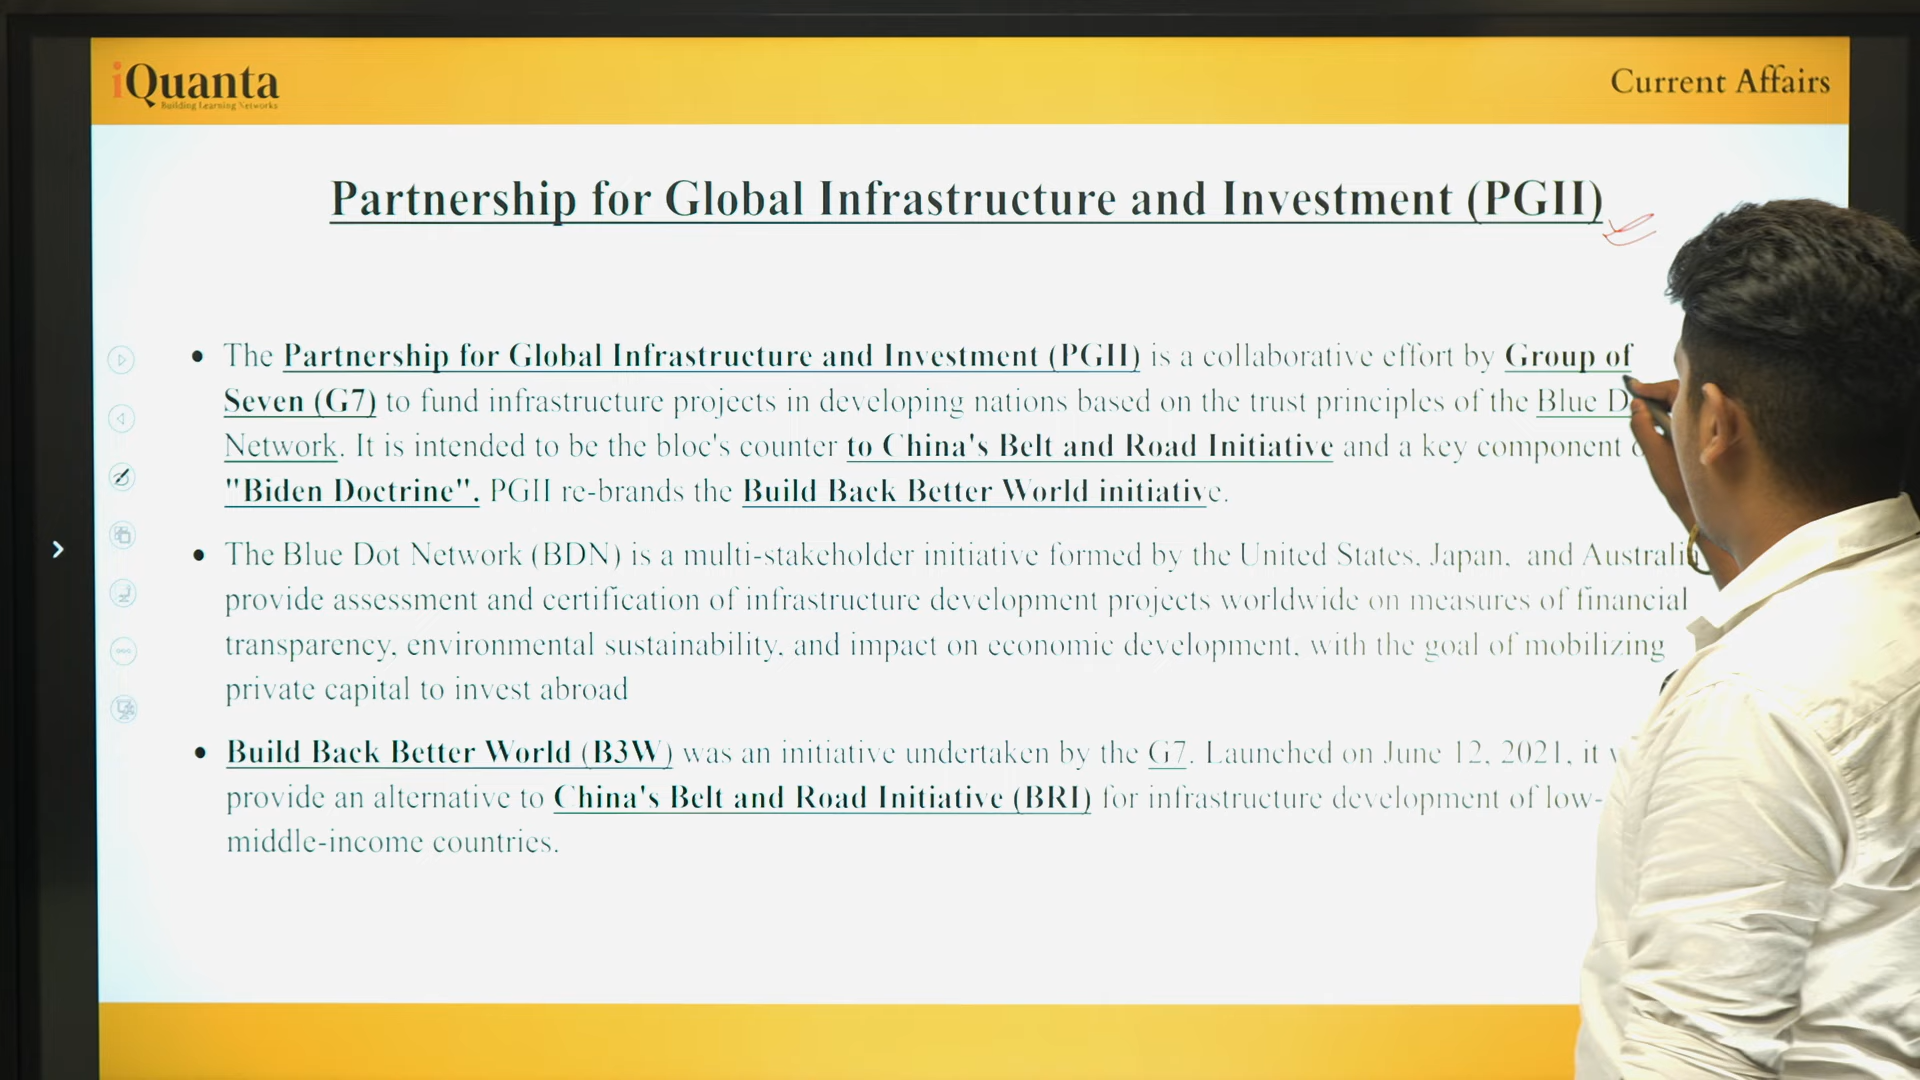 iQuanta
Building Learning Networks
Current Affairs
Partnership for Global Infrastructure and Investment (PGII)
• The Partnership for Global Infrastructure and Investment (PGII) is a collaborative effort by Group of
Seven (G7) to fund infrastructure projects in developing nations based on the trust principles of the Blue
Network. It is intended to be the bloc's counter to China's Belt and Road Initiative and a key component
"Biden Doctrine". PGII re-brands the Build Back Better World initiative.
• The Blue Dot Network (BDN) is a multi-stakeholder initiative formed by the United States, Japan, and Australia
provide assessment and certification of infrastructure development projects worldwide on measures of financial
transparency, environmental sustainability, and impact on economic development, with the goal of mobilizing
private capital to invest abroad
• Build Back Better World (B3W) was an initiative undertaken by the G7. Launched on June 12, 2021, it
provide an alternative to China's Belt and Road Initiative (BRI) for infrastructure development of low-
middle-income countries.